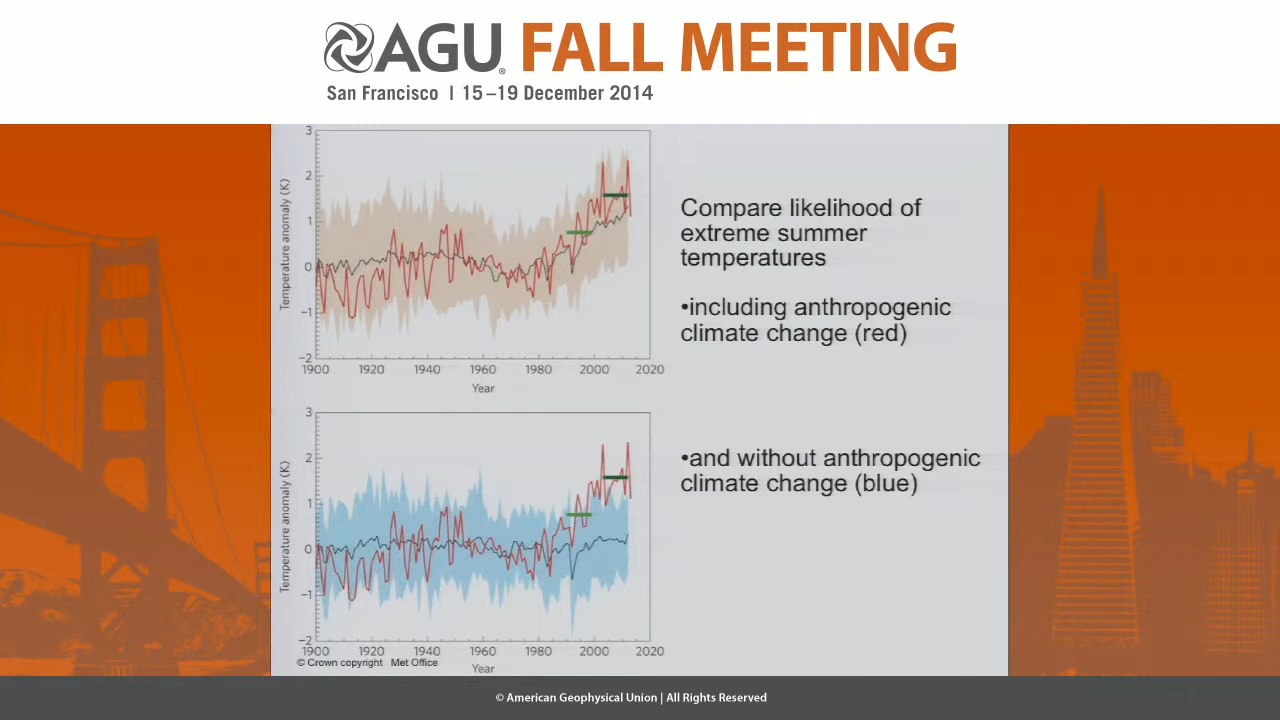 AGU FALL MEETING
San Francisco | 15–19 December 2014
3
2
1
0
−1
−2
Temperature anomaly (K)
1900 1920 1940 1960 1980 2000 2020
Year
Compare likelihood of
extreme summer
temperatures
•including anthropogenic
climate change (red)
3
2
1
0
−1
−2
Temperature anomaly (K)
1900 1920 1940 1960 1980 2000 2020
Year
•and without anthropogenic
climate change (blue)
© Crown copyright Met Office
© American Geophysical Union | All Rights Reserved